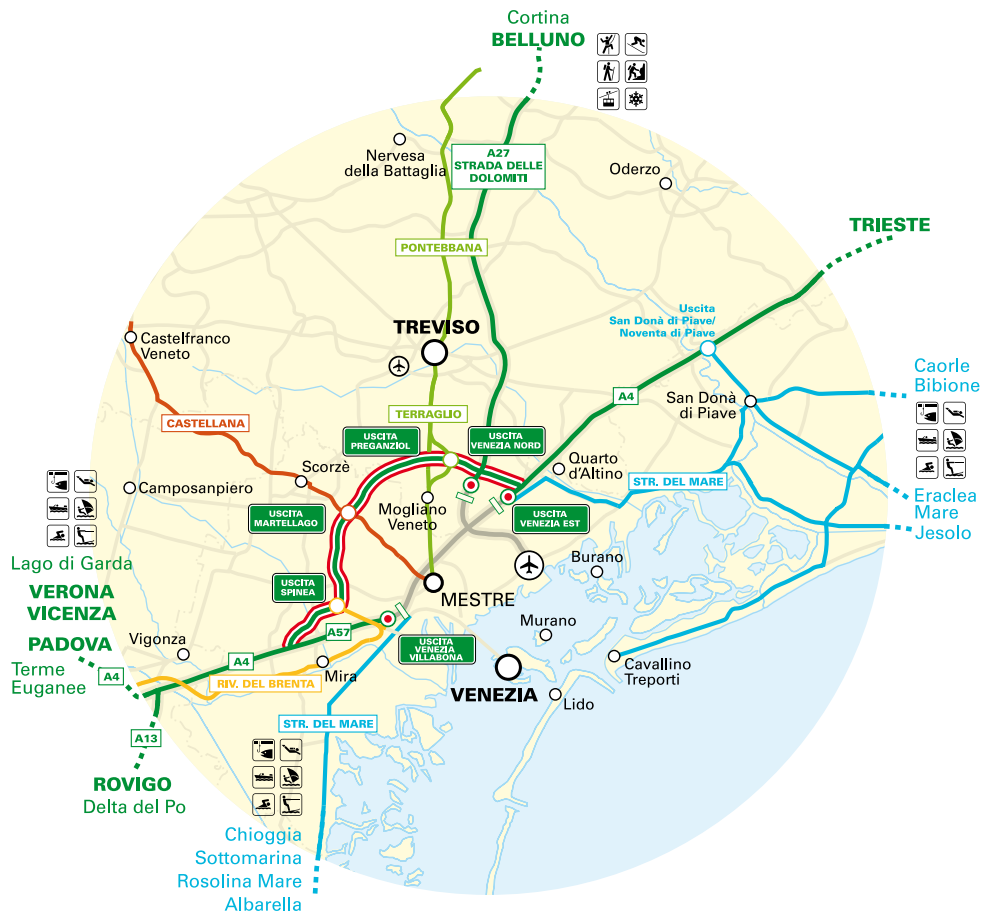 Cortina
BELLUNO
Nervesa
della Battaglia
A27
STRADA DELLE
DOLOMITI
Oderzo
TRIESTE
PONTEBBANA
Uscita
San Donà di Piave/
Noventa di Piave
TREVISO
Castelfranco
Veneto
Caorle
Bibione
A4
San Donà
di Piave
TERRAGLIO
CASTELLANA
USCITA
PREGANZIOL
USCITA
VENEZIA NORD
Quarto
d'Altino
Scorzè
STR. DEL MARE
Camposanpiero
Eraclea
Mare
Jesolo
Mogliano
Veneto
USCITA
MARTELLAGO
USCITA
VENEZIA EST
Burano
Lago di Garda
USCITA
SPINEA
VERONA
VICENZA
MESTRE
Murano
A57
PADOVA
Vigonza
USCITA
VENEZIA
VILLABONA
A4
Cavallino
Treporti
Terme
Euganee
A4
Mira
RIV. DEL BRENTA
VENEZIA
Lido
STR. DEL MARE
A13
ROVIGO
Delta del Po
Chioggia
Sottomarina
Rosolina Mare
Albarella